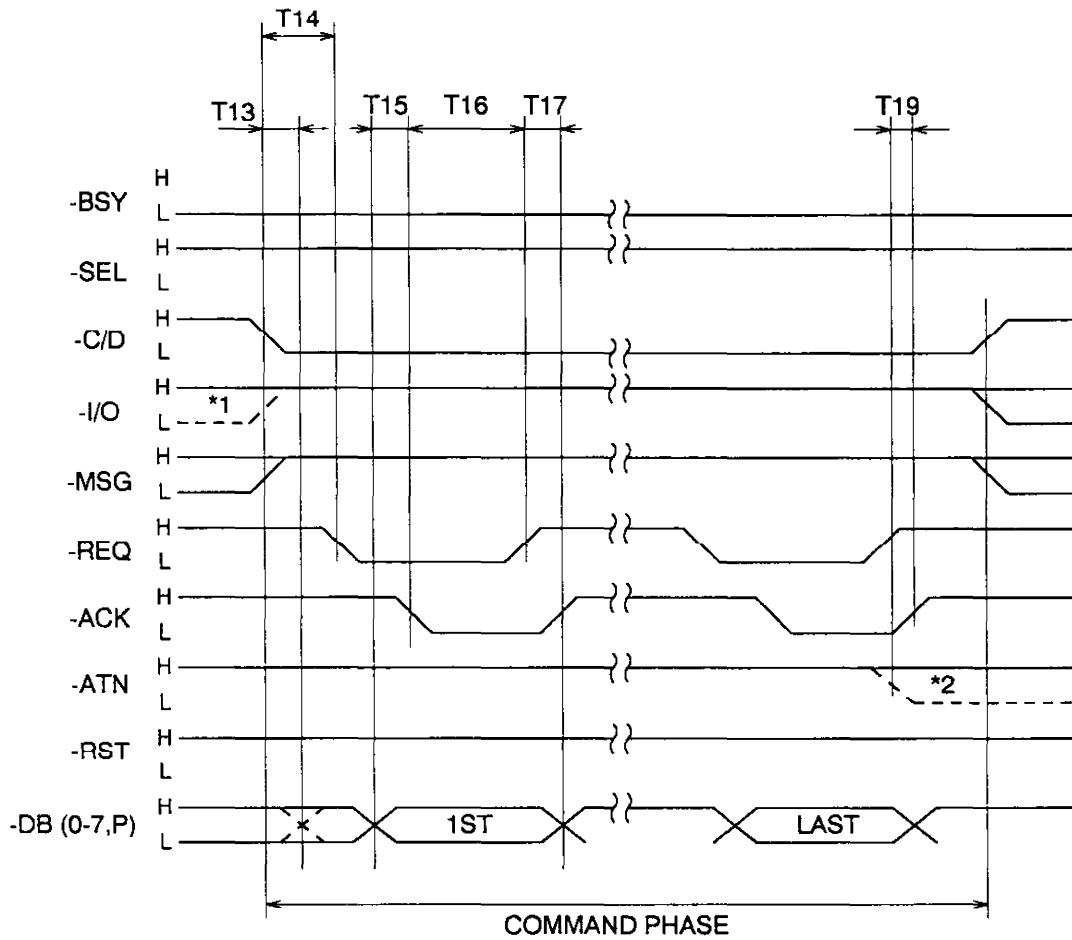 T14
T13 T15 T16 T17 T19
-BSY H L
-SEL H L
-C/D H L
-I/O H L *1
-MSG H L
-REQ H L
-ACK H L
-ATN H L *2
-RST H L
-DB (0-7,P) H L 1ST LAST
COMMAND PHASE